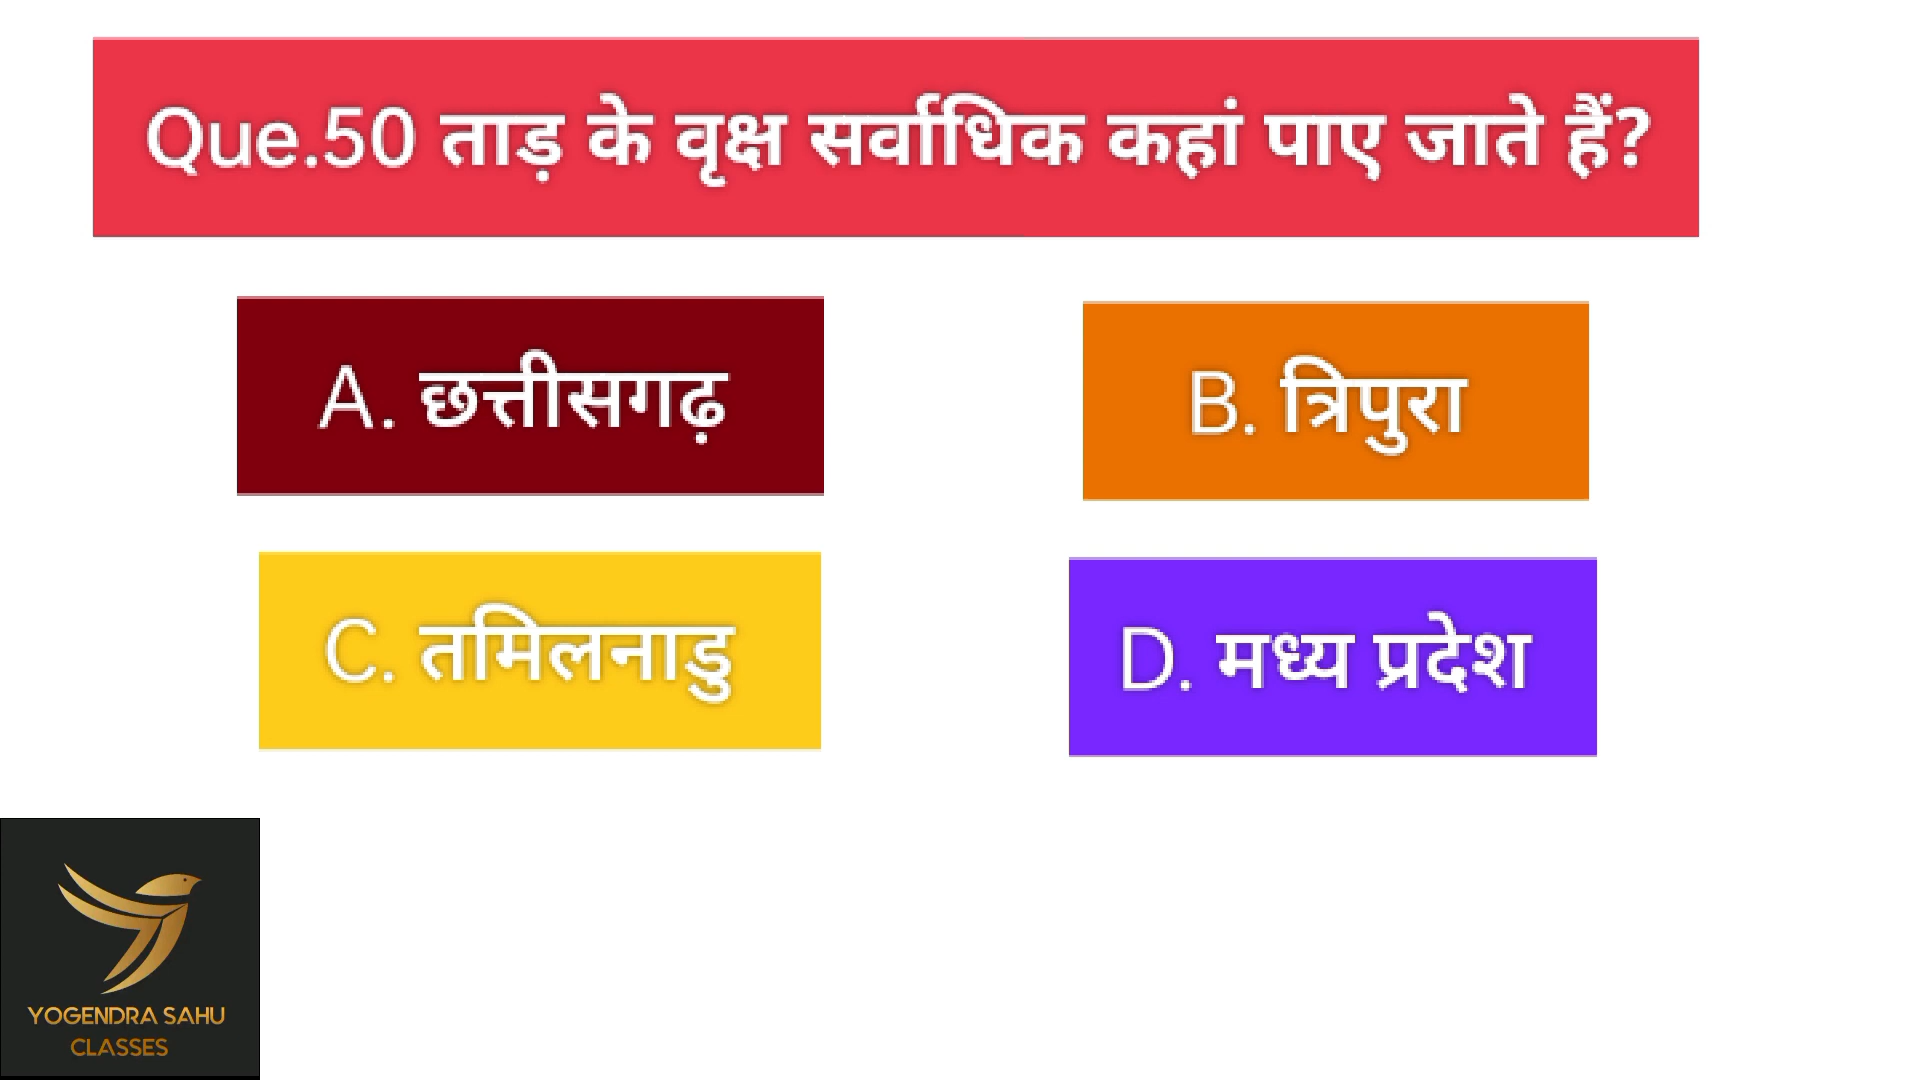 Que.50 ताड़ के वृक्ष सर्वाधिक कहां पाए जाते हैं?
A. छत्तीसगढ़
B. त्रिपुरा
C. तमिलनाडु
D. मध्य प्रदेश
YOGENDRA SAHU
CLASSES